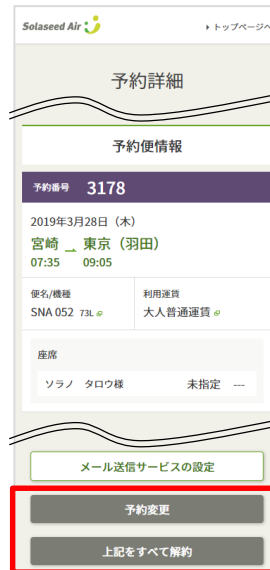 Solaseed Air
トップページへ
予約詳細
予約便情報
予約番号 3178
2019年3月28日（木）
宮崎 → 東京（羽田）
07:35 09:05
便名/機種 利用運賃
SNA 052 73L 大人普通運賃
座席
ソラノ タロウ様 未指定 ---
メール送信サービスの設定
予約変更
上記をすべて解約